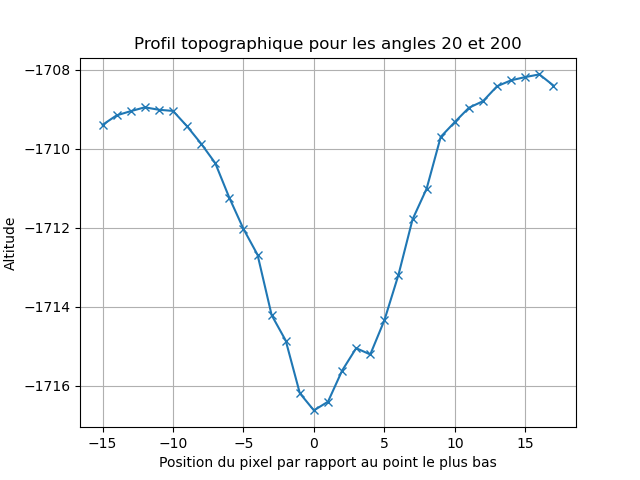 Profil topographique pour les angles 20 et 200
−1708
−1710
−1712
−1714
−1716
Altitude
−15 −10 −5 0 5 10 15
Position du pixel par rapport au point le plus bas